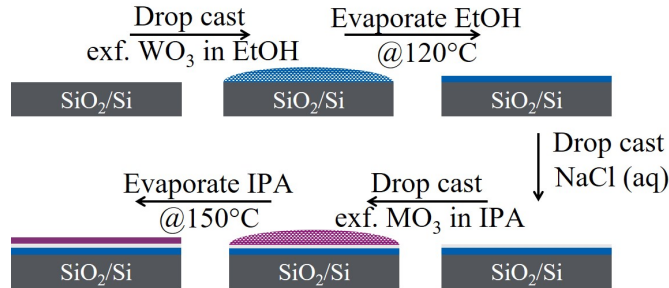 Drop cast
exf. WO₃ in EtOH
Evaporate EtOH
@120°C
SiO₂/Si
SiO₂/Si
SiO₂/Si
Drop cast
NaCl (aq)
Evaporate IPA
@150°C
Drop cast
exf. MO₃ in IPA
SiO₂/Si
SiO₂/Si
SiO₂/Si